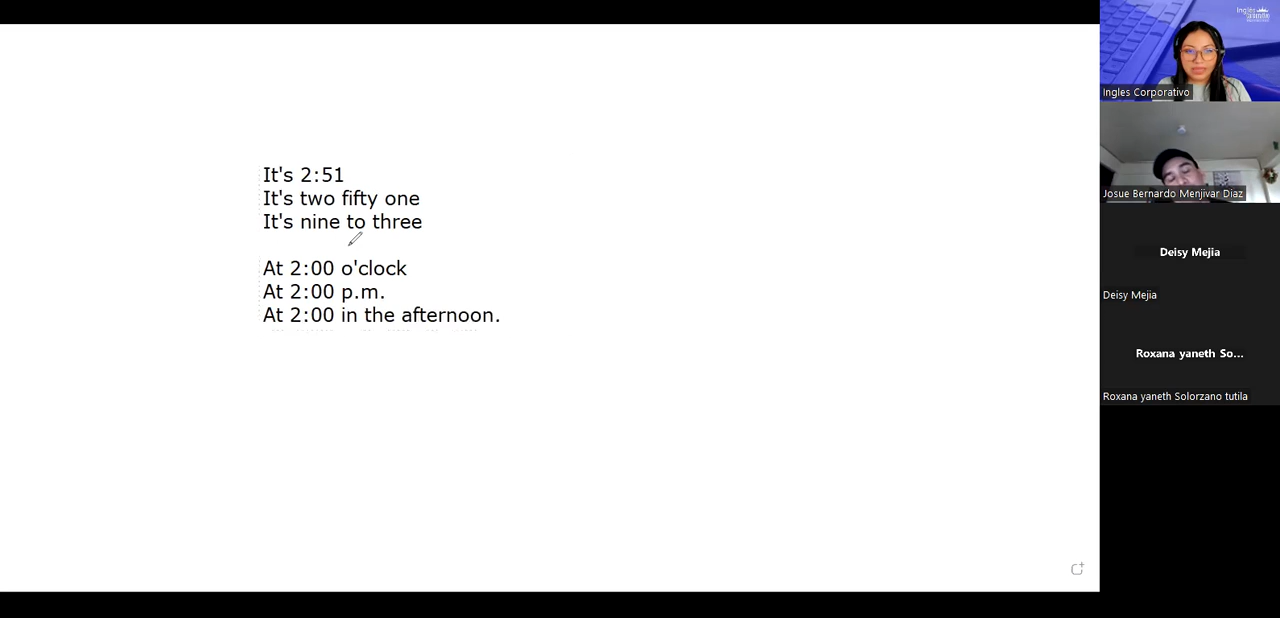 It's 2:51
It's two fifty one
It's nine to three
At 2:00 o'clock
At 2:00 p.m.
At 2:00 in the afternoon.
Ingles
Ingles Corporativo
Josue Bernardo Menjivar Diaz
Deisy Mejia
Deisy Mejia
Roxana yaneth So...
Roxana yaneth Solorzano tutila